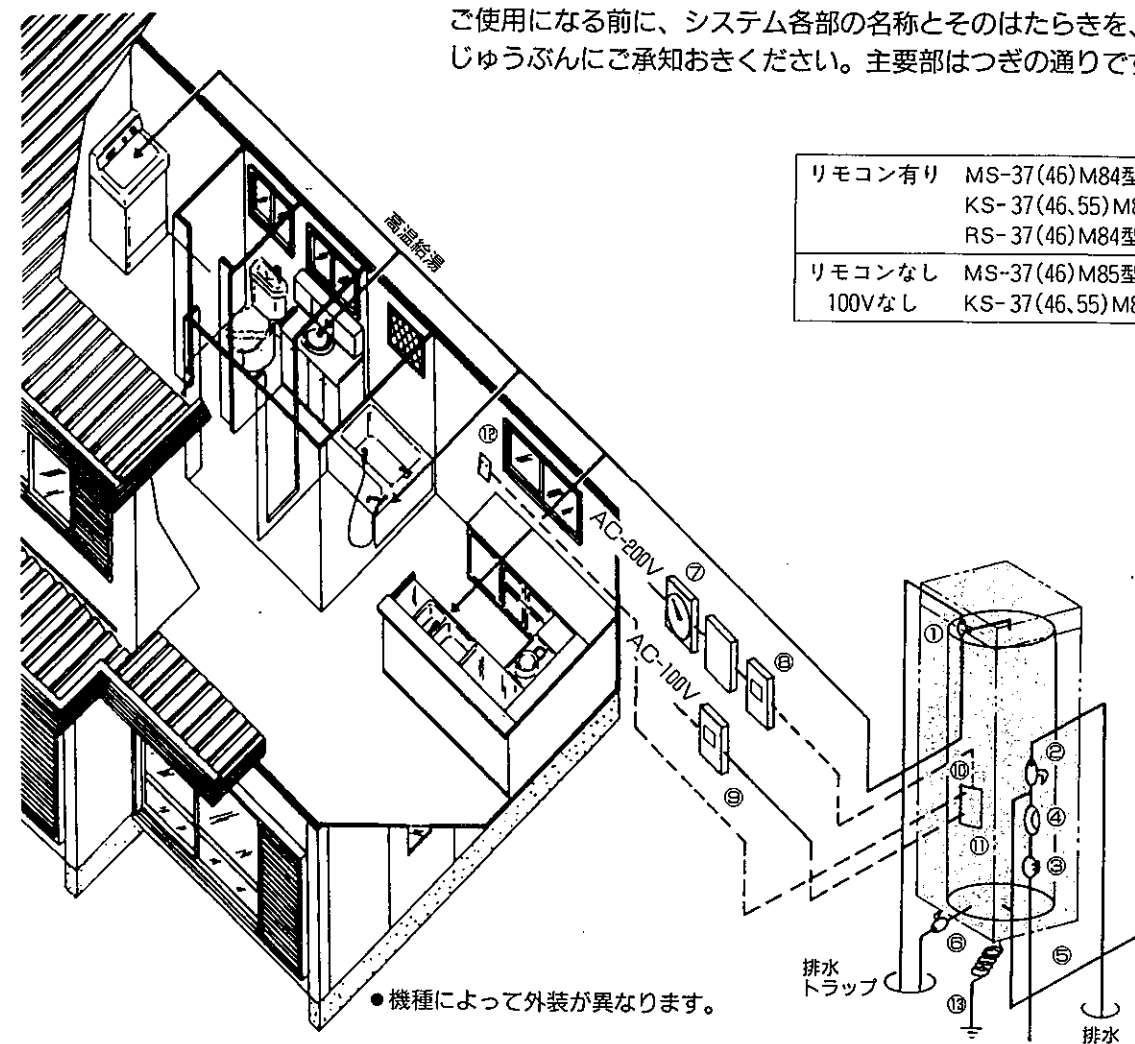 ご使用になる前に、システム各部の名称とそのはたらきを、
じゅうぶんにご承知おきください。主要部はつぎの通りです
リモコン有り MS-37(46)M84型
KS-37(46、55)M8
RS-37(46)M84型
リモコンなし MS-37(46)M85型
100Vなし KS-37(46、55)M8
高温給湯
⑫
AC-200V
⑦
⑧
AC-100V
⑨
①
②
⑩
④
⑪
③
⑥
⑤
⑬
排水
トラップ
排水
●機種によって外装が異なります。